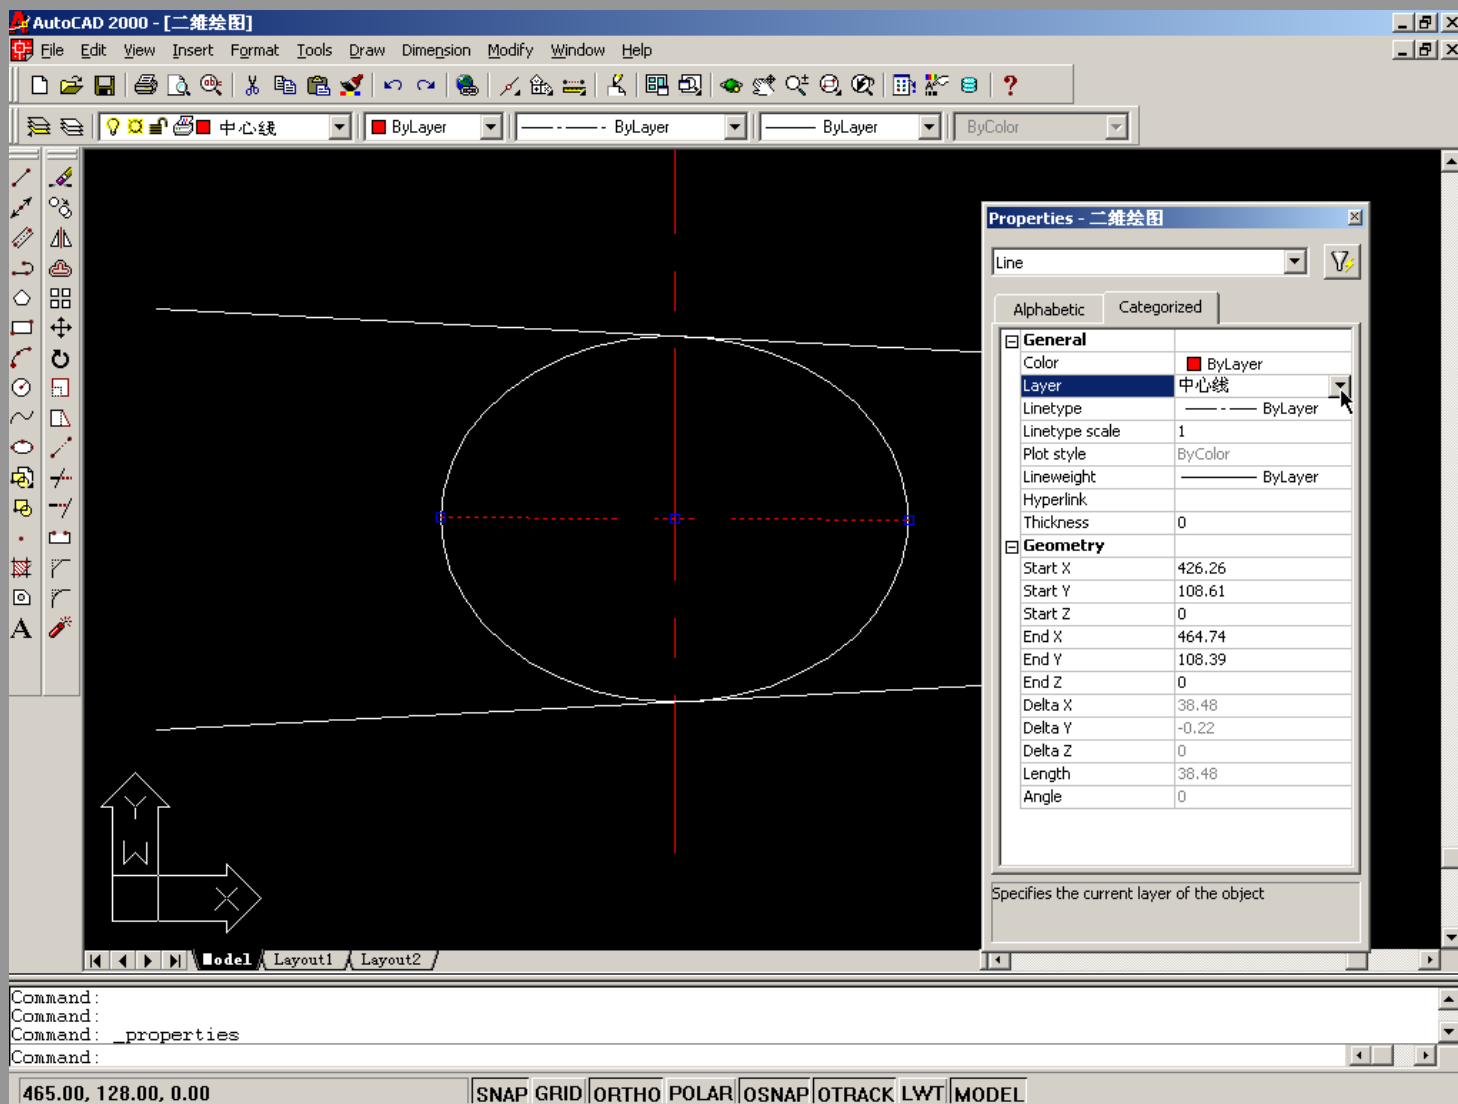 AutoCAD 2000 - [二维绘图]
File Edit View Insert Format Tools Draw Dimension Modify Window Help
中心线 ByLayer ByLayer ByLayer ByColor
Properties - 二维绘图
Line
Alphabetic Categorized
General
Color ByLayer
Layer 中心线
Linetype ByLayer
Linetype scale 1
Plot style ByColor
Lineweight ByLayer
Hyperlink
Thickness 0
Geometry
Start X 426.26
Start Y 108.61
Start Z 0
End X 464.74
End Y 108.39
End Z 0
Delta X 38.48
Delta Y -0.22
Delta Z 0
Length 38.48
Angle 0
Specifies the current layer of the object
Y
W
X
Model Layout1 Layout2
Command:
Command:
Command: _properties
Command:
465.00, 128.00, 0.00 SNAP GRID ORTHO POLAR OSNAP OTRACK LWT MODEL